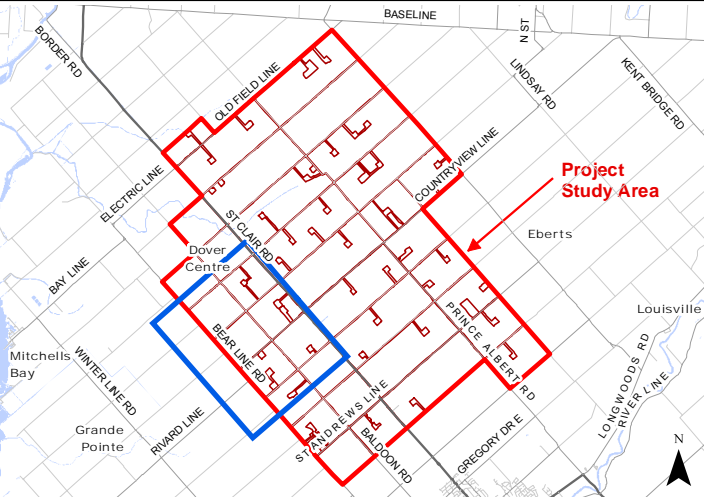 BASELINE
N ST
BORDER RD
LINDSAY RD
KENT BRIDGE RD
OLD FIELD LINE
COUNTRYVIEW LINE
Project
Study Area
ELECTRIC LINE
ST CLAIR RD
Eberts
Dover
Centre
BAY LINE
PRINCE ALBERT RD
Louisville
BEAR LINE RD
Mitchells
Bay
WINTER LINE RD
LONGWOODS RD
RIVER LINE
ST ANDREWS LINE
Grande
Pointe
RIVARD LINE
BALDOON RD
GREGORY DR E
N